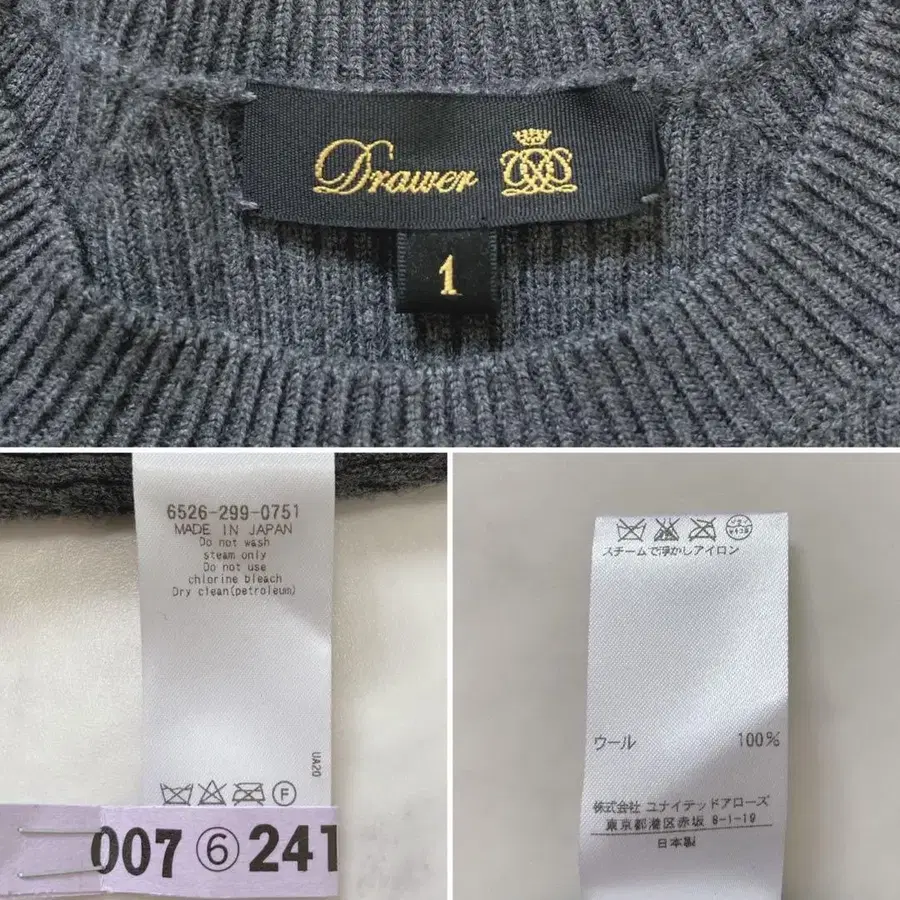 Drawer
1
6526-299-0751
MADE IN JAPAN
Do not wash
steam only
Do not use
chlorine bleach
Dry clean(petroleum)
UA20
F
007 ⑥ 241
スチームで浮かしアイロン
ウール 100%
株式会社 ユナイテッドアローズ
東京都港区赤坂 8-1-19
日本製